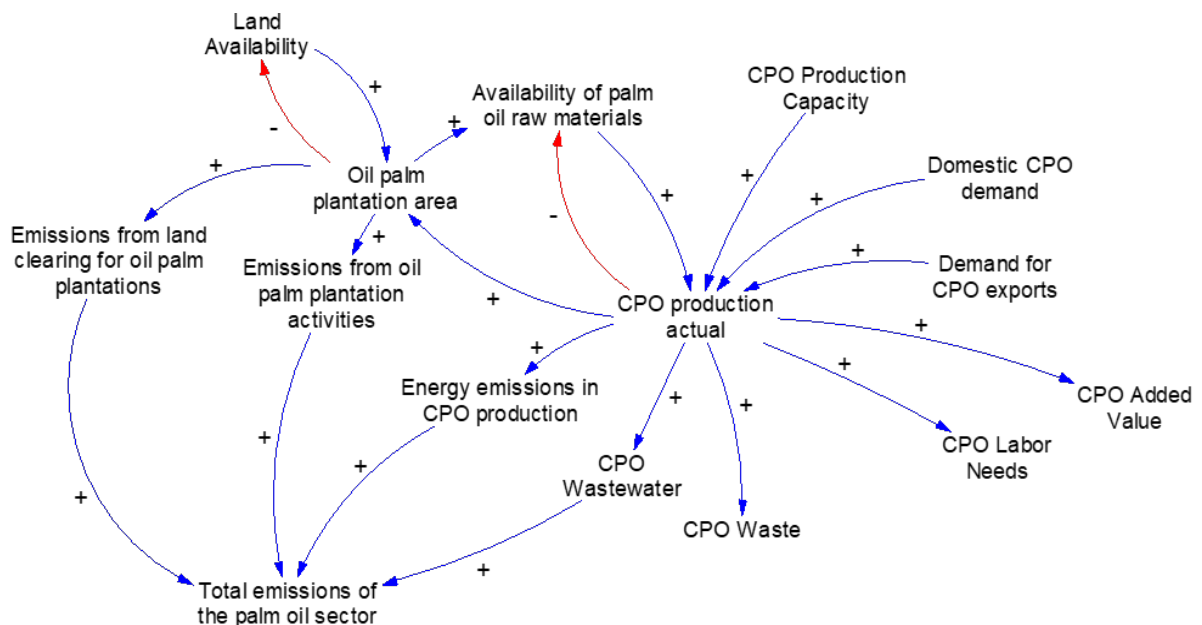 Land
Availability
+
-
+
+
Availability of palm
oil raw materials
CPO Production
Capacity
Oil palm
plantation area
+
-
+
+
Domestic CPO
demand
+
Emissions from land
clearing for oil palm
plantations
+
Emissions from oil
palm plantation
activities
+
CPO production
actual
Demand for
CPO exports
+
+
+
+
+
+
Energy emissions in
CPO production
CPO Added
Value
CPO Labor
Needs
+
+
+
CPO
Wastewater
CPO Waste
+
Total emissions of
the palm oil sector